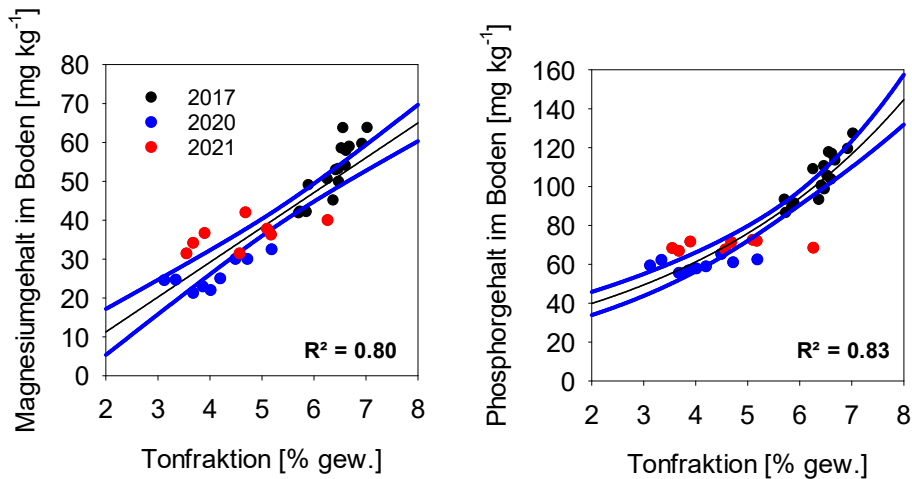 Magnesiumgehalt im Boden [mg kg⁻¹]
80
70
60
50
40
30
20
10
0
2017
2020
2021
R² = 0.80
2 3 4 5 6 7 8
Tonfraktion [% gew.]
Phosphorgehalt im Boden [mg kg⁻¹]
160
140
120
100
80
60
40
20
0
R² = 0.83
2 3 4 5 6 7 8
Tonfraktion [% gew.]